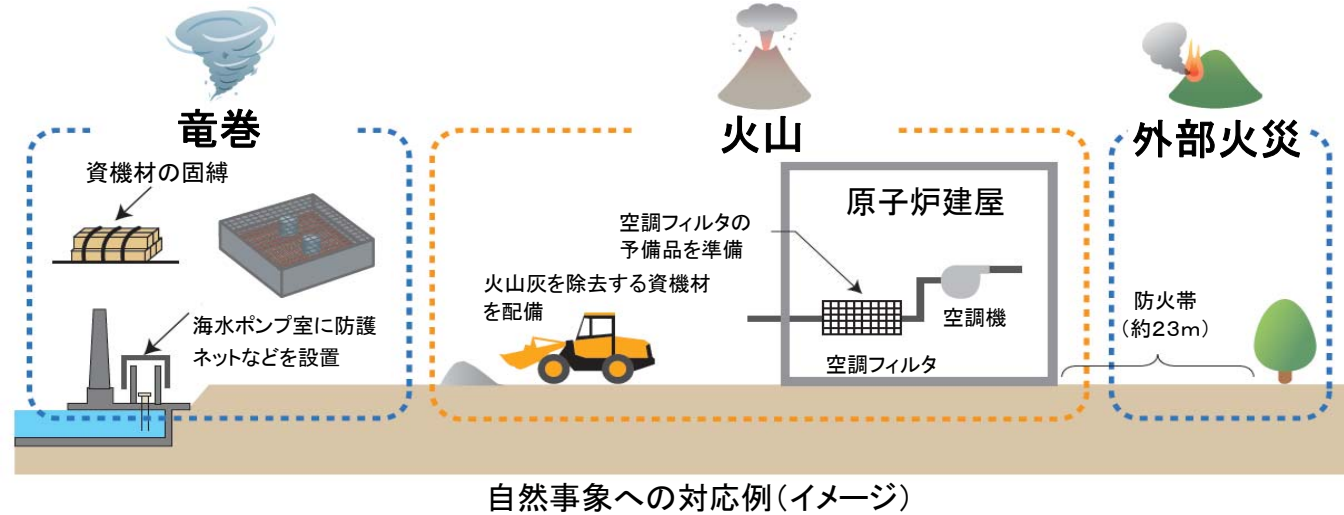 竜巻
資機材の固縛
海水ポンプ室に防護
ネットなどを設置
火山
火山灰を除去する資機材
を配備
原子炉建屋
空調フィルタの
予備品を準備
空調機
空調フィルタ
外部火災
防火帯
（約23m）
自然事象への対応例（イメージ）